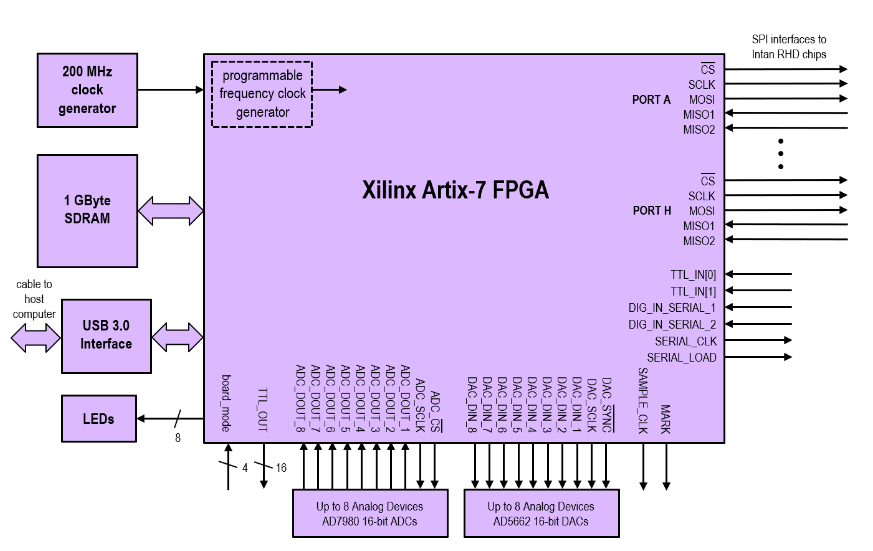 SPI interfaces to
Intan RHD chips
200 MHz
clock
generator
programmable
frequency clock
generator
CS
SCLK
PORT A
MOSI
MISO1
MISO2
1 GByte
SDRAM
Xilinx Artix-7 FPGA
CS
SCLK
PORT H
MOSI
MISO1
MISO2
cable to
host
computer
USB 3.0
Interface
TTL_IN[0]
TTL_IN[1]
DIG_IN_SERIAL_1
DIG_IN_SERIAL_2
SERIAL_CLK
SERIAL_LOAD
LEDs
8
board_mode
TTL_OUT
ADC_DOUT_8
ADC_DOUT_7
ADC_DOUT_6
ADC_DOUT_5
ADC_DOUT_4
ADC_DOUT_3
ADC_DOUT_2
ADC_DOUT_1
ADC_SCLK
ADC_CS
DAC_DIN_8
DAC_DIN_7
DAC_DIN_6
DAC_DIN_5
DAC_DIN_4
DAC_DIN_3
DAC_DIN_2
DAC_DIN_1
DAC_SCLK
DAC_SYNC
SAMPLE_CLK
MARK
4
16
Up to 8 Analog Devices
AD7980 16-bit ADCs
Up to 8 Analog Devices
AD5662 16-bit DACs